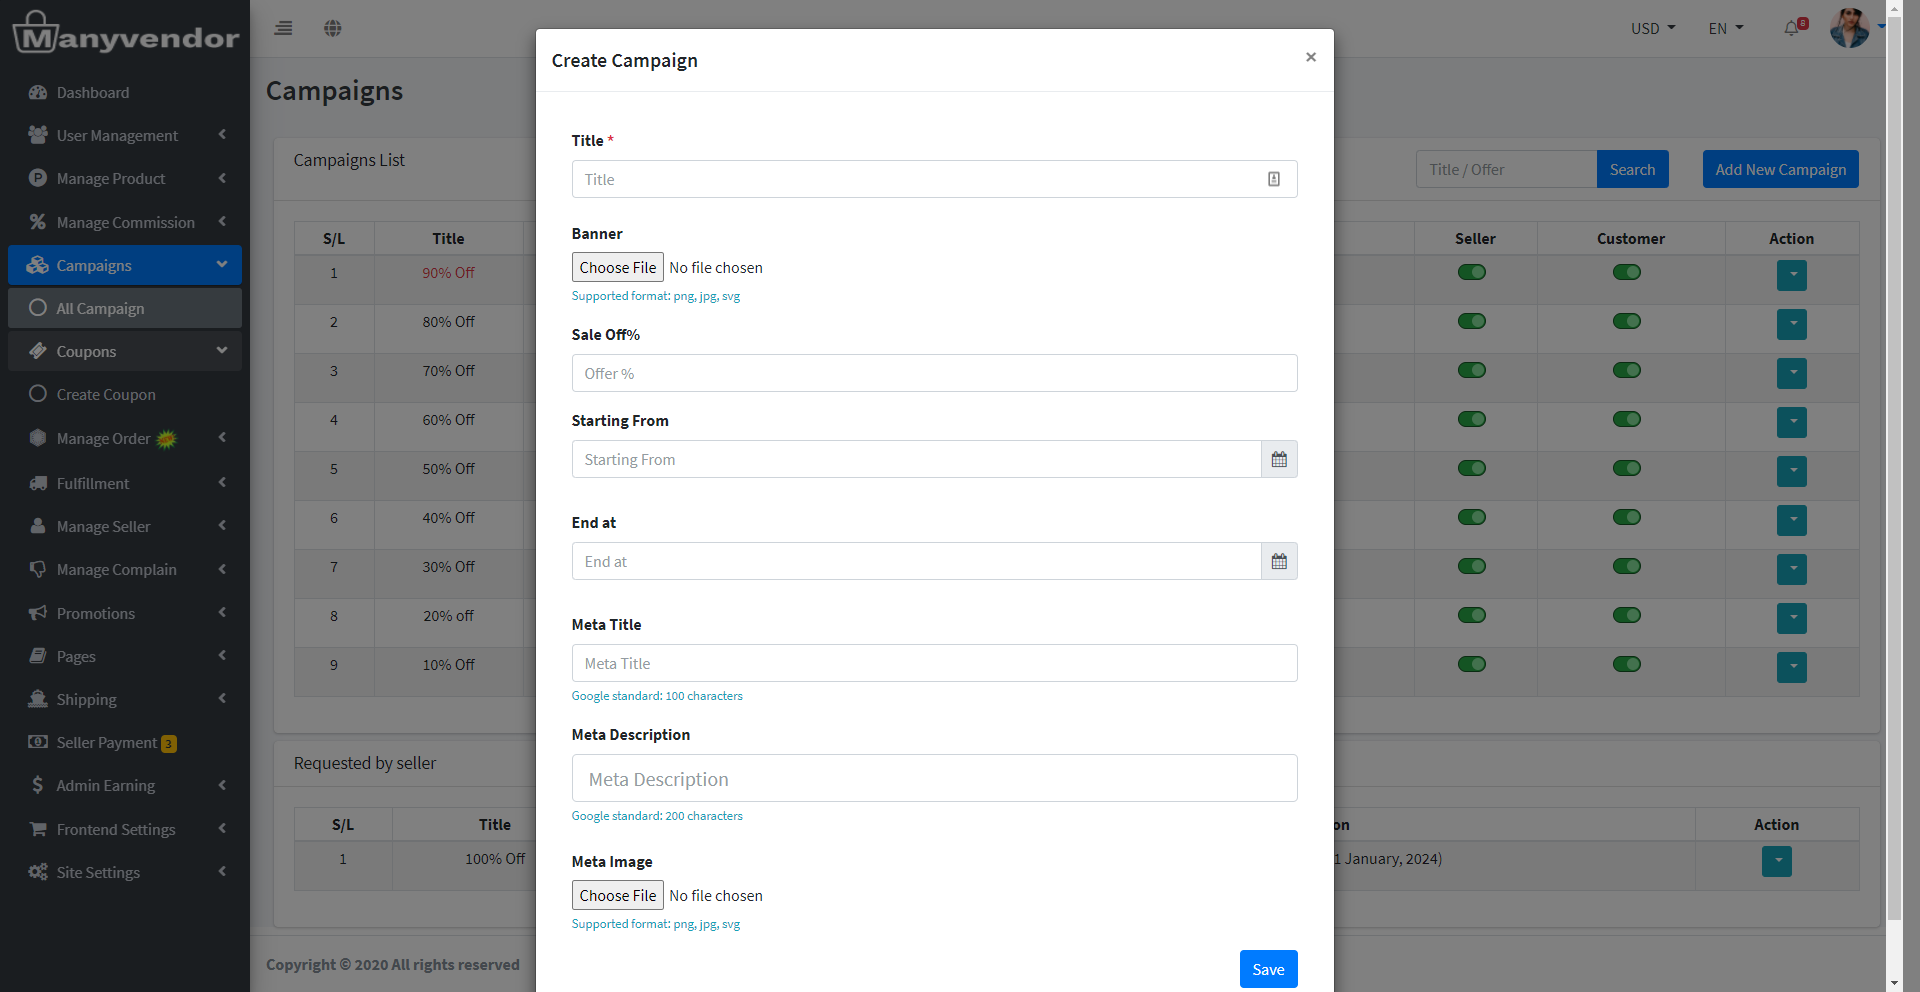 Manyvendor
USD
EN
8
Dashboard
User Management
Manage Product
Manage Commission
Campaigns
All Campaign
Coupons
Create Coupon
Manage Order
Fulfillment
Manage Seller
Manage Complain
Promotions
Pages
Shipping
Seller Payment 3
Admin Earning
Frontend Settings
Site Settings
Campaigns
Campaigns List
Title / Offer
Search
Add New Campaign
S/L Title Seller Customer Action
1 90% Off
2 80% Off
3 70% Off
4 60% Off
5 50% Off
6 40% Off
7 30% Off
8 20% off
9 10% Off
Requested by seller
S/L Title on Action
1 100% Off 1 January, 2024)
Copyright © 2020 All rights reserved
Create Campaign
×
Title *
Title
Banner
Choose File No file chosen
Supported format: png, jpg, svg
Sale Off%
Offer %
Starting From
Starting From
End at
End at
Meta Title
Meta Title
Google standard: 100 characters
Meta Description
Meta Description
Google standard: 200 characters
Meta Image
Choose File No file chosen
Supported format: png, jpg, svg
Save